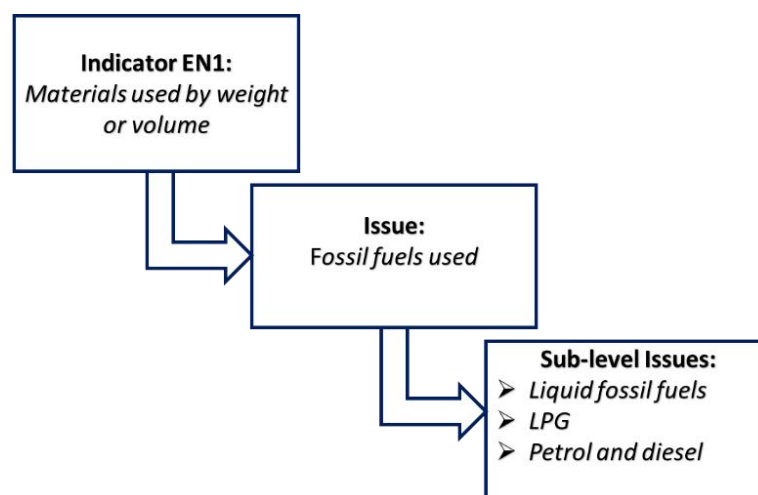 Indicator EN1:
Materials used by weight
or volume
Issue:
Fossil fuels used
Sub-level Issues:
➢ Liquid fossil fuels
➢ LPG
➢ Petrol and diesel